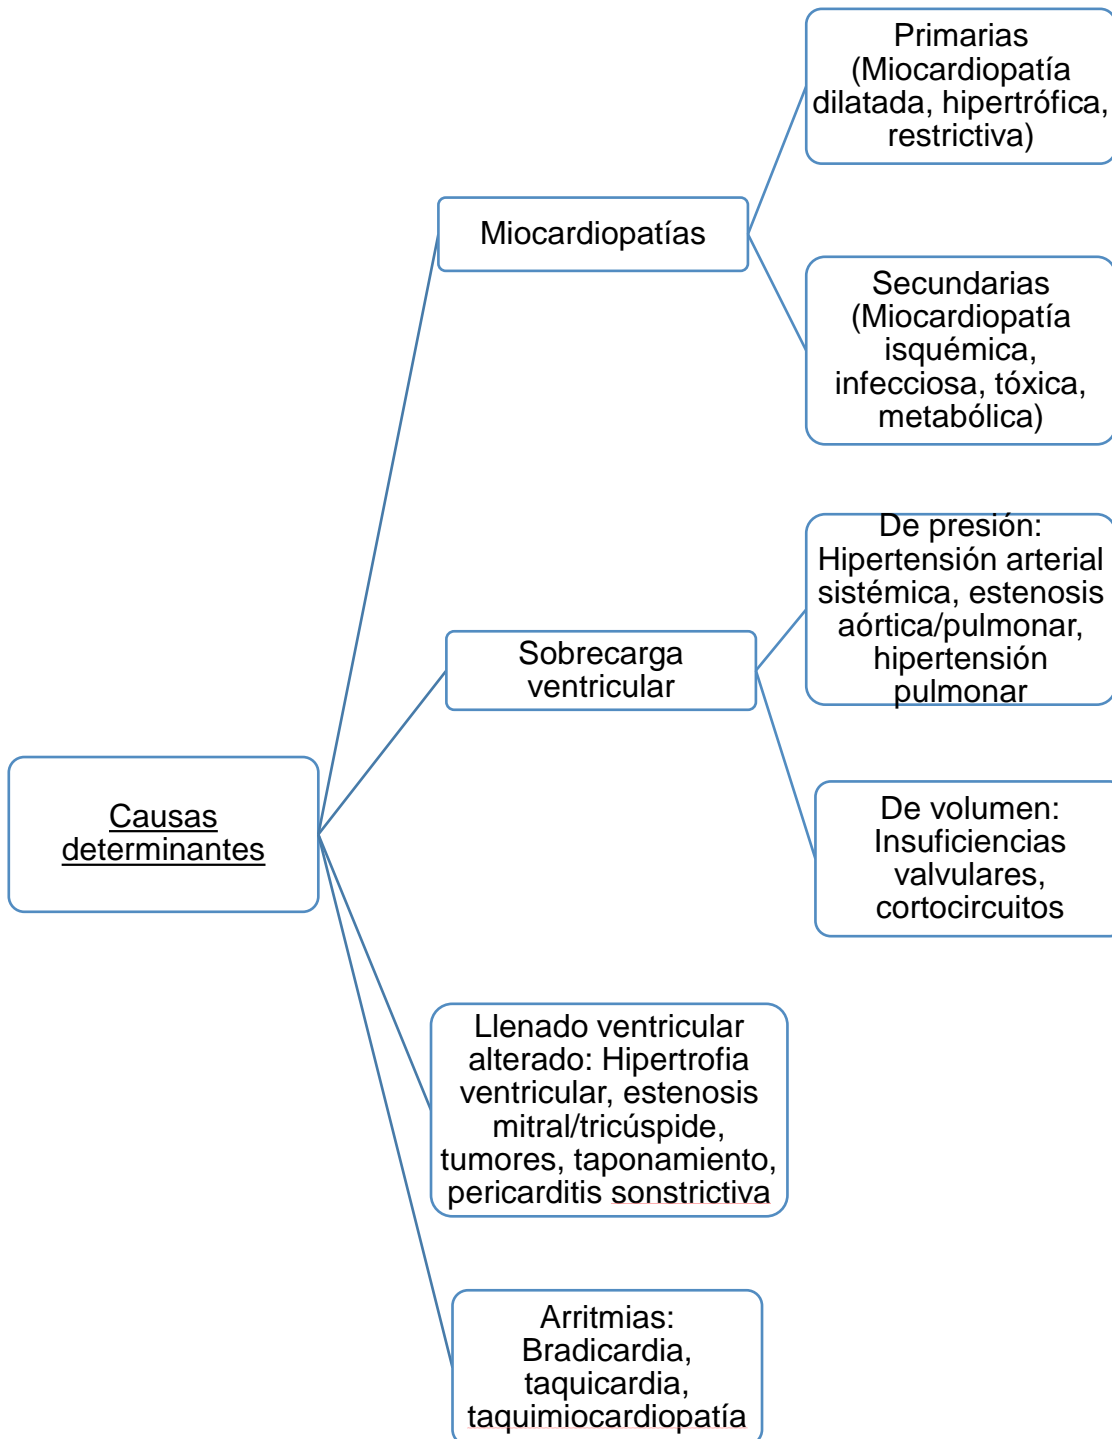 Primarias
(Miocardiopatía
dilatada, hipertrófica,
restrictiva)
Miocardiopatías
Secundarias
(Miocardiopatía
isquémica,
infecciosa, tóxica,
metabólica)
De presión:
Hipertensión arterial
sistémica, estenosis
aórtica/pulmonar,
hipertensión
pulmonar
Sobrecarga
ventricular
De volumen:
Insuficiencias
valvulares,
cortocircuitos
Causas
determinantes
Llenado ventricular
alterado: Hipertrofia
ventricular, estenosis
mitral/tricúspide,
tumores, taponamiento,
pericarditis sonstrictiva
Arritmias:
Bradicardia,
taquicardia,
taquimiocardiopatía